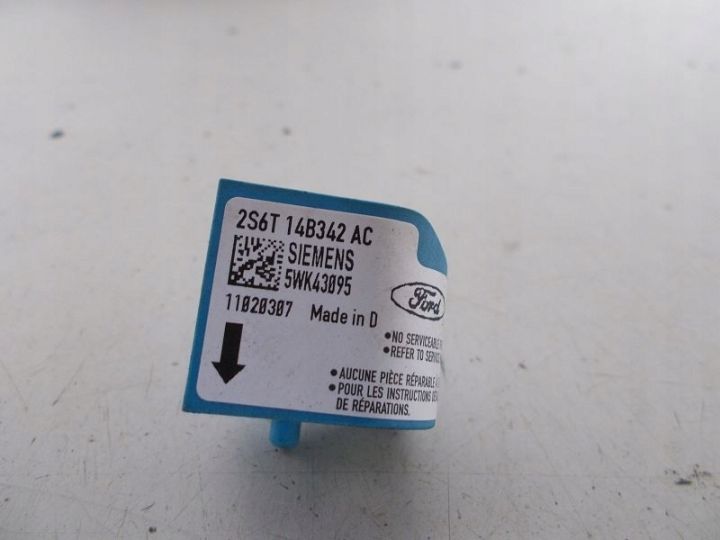 2S6T 14B342 AC
SIEMENS
5WK43095
11020307 Made in D
Ford
•NO SERVICEABLE
•REFER TO SERVICE
•AUCUNE PIÈCE RÉPARABLE
•POUR LES INSTRUCTIONS DE
DE RÉPARATIONS.